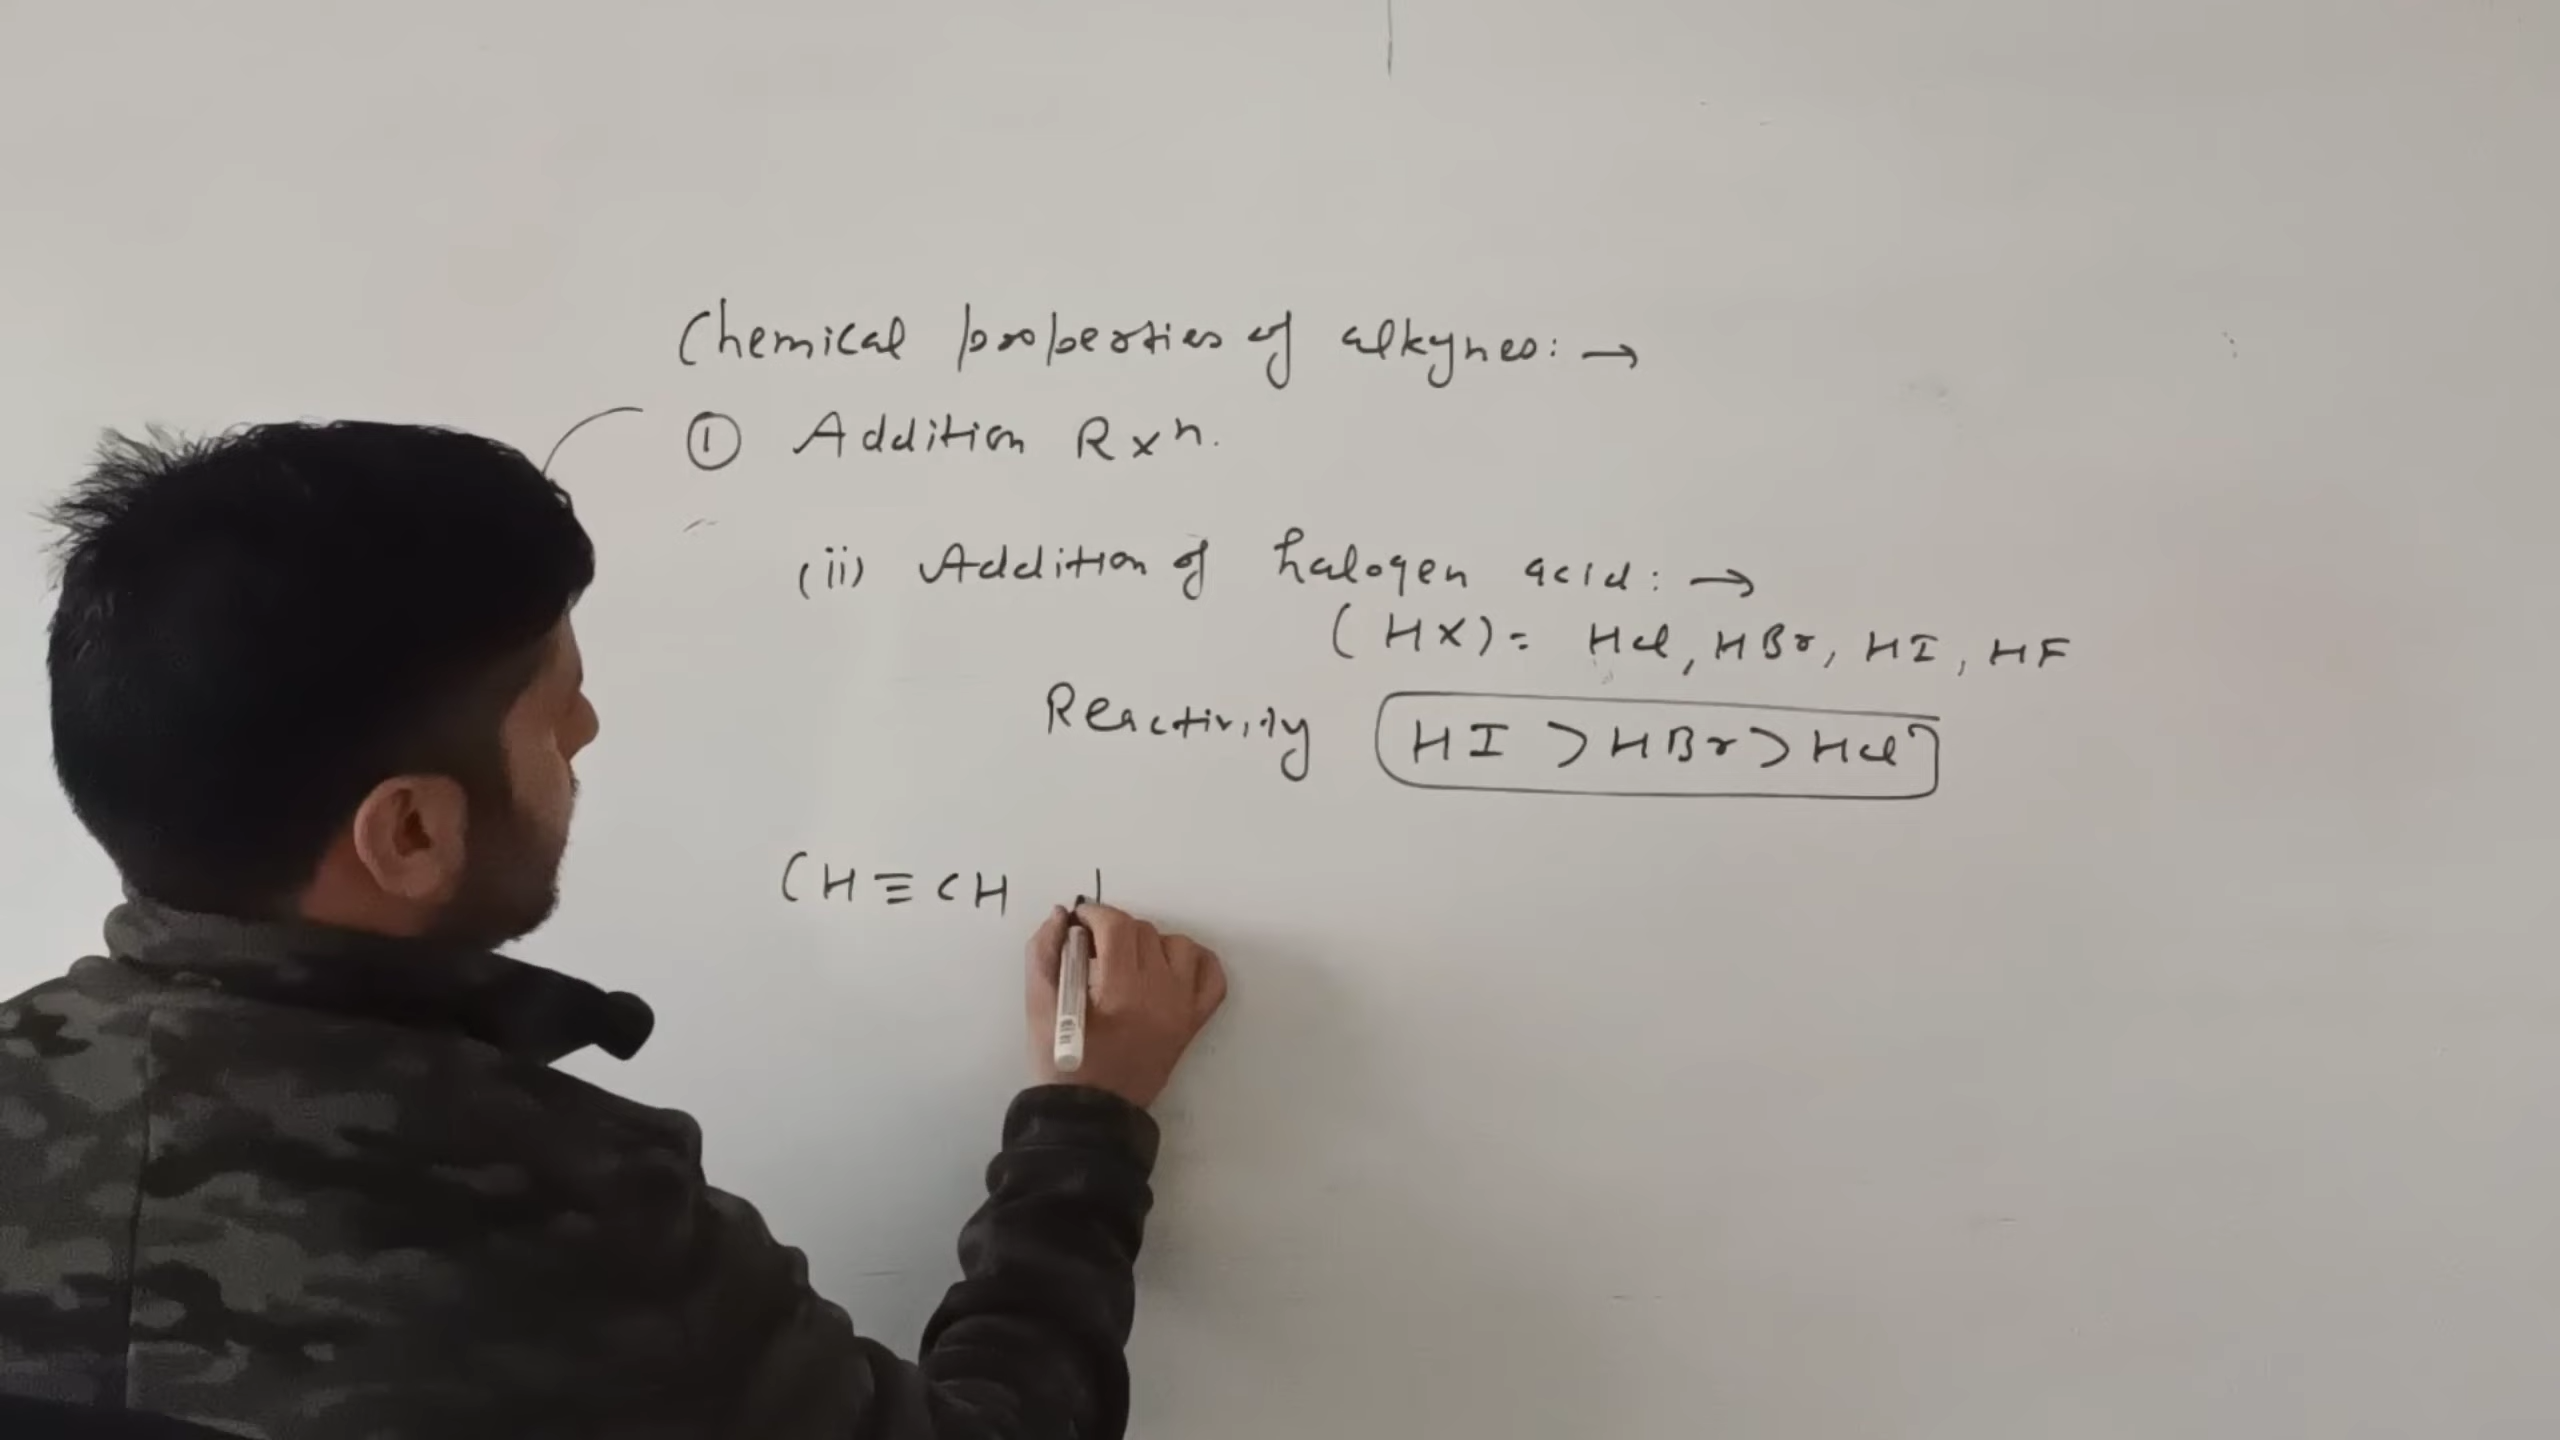 Chemical properties of alkynes: →
① Addition Rxn.
(ii) Addition of halogen acid: →
(HX) = HCl, HBr, HI, HF
Reactivity HI > HBr > HCl
CH≡CH +